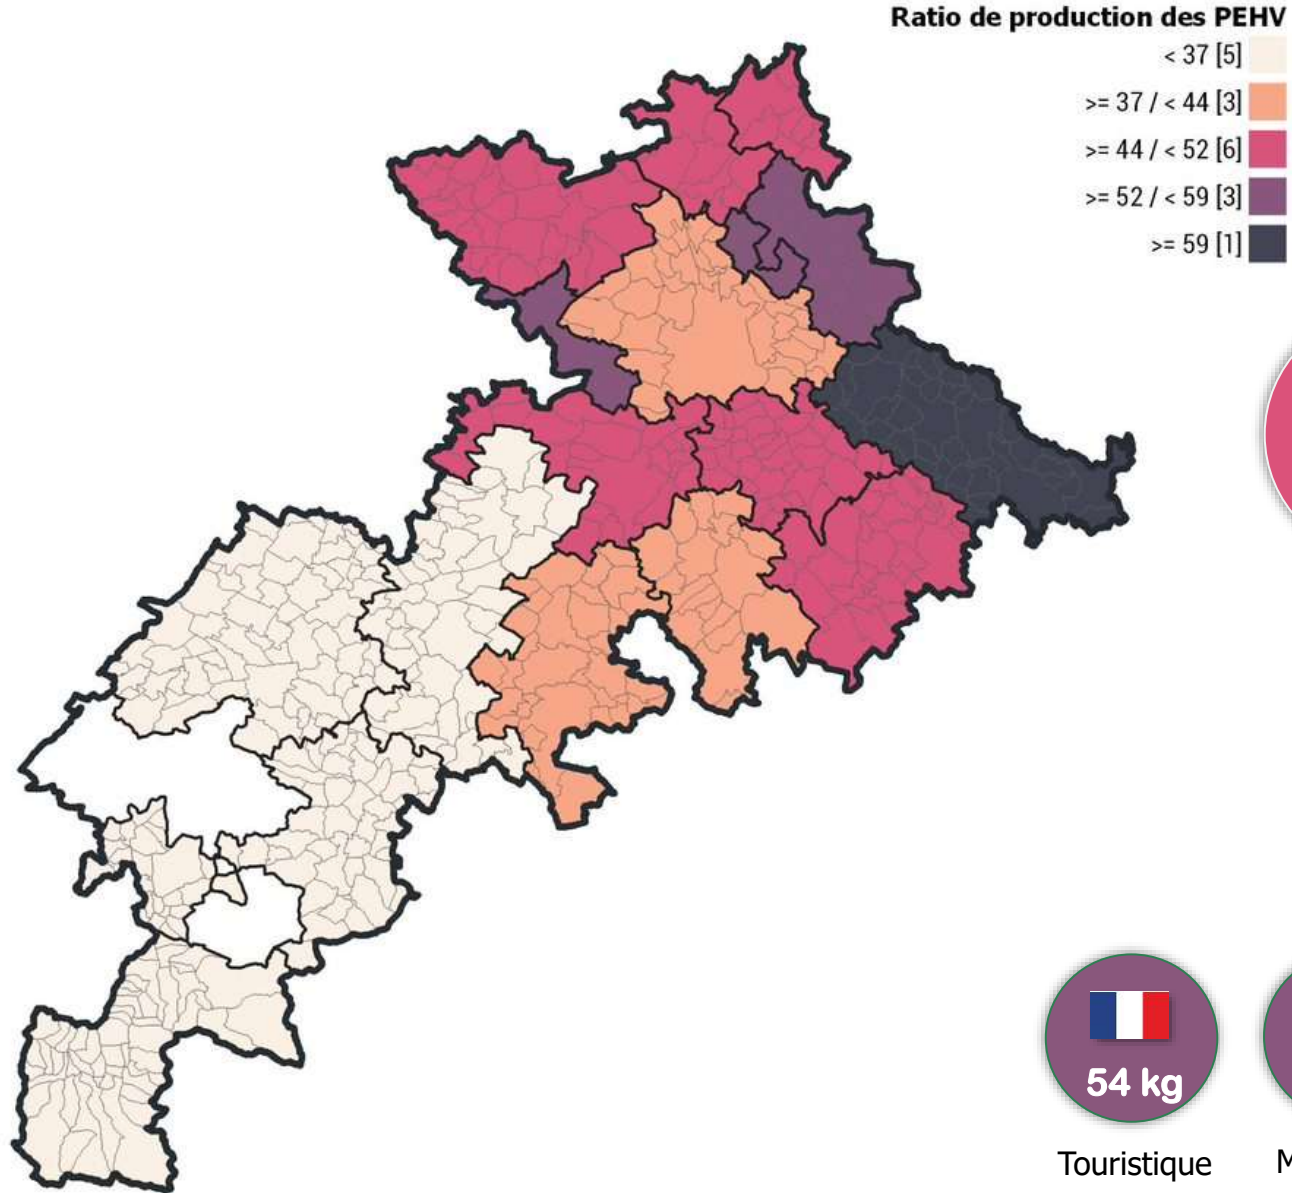 Ratio de production des PEHV
< 37 [5]
>= 37 / < 44 [3]
>= 44 / < 52 [6]
>= 52 / < 59 [3]
>= 59 [1]
54 kg
Touristique
M